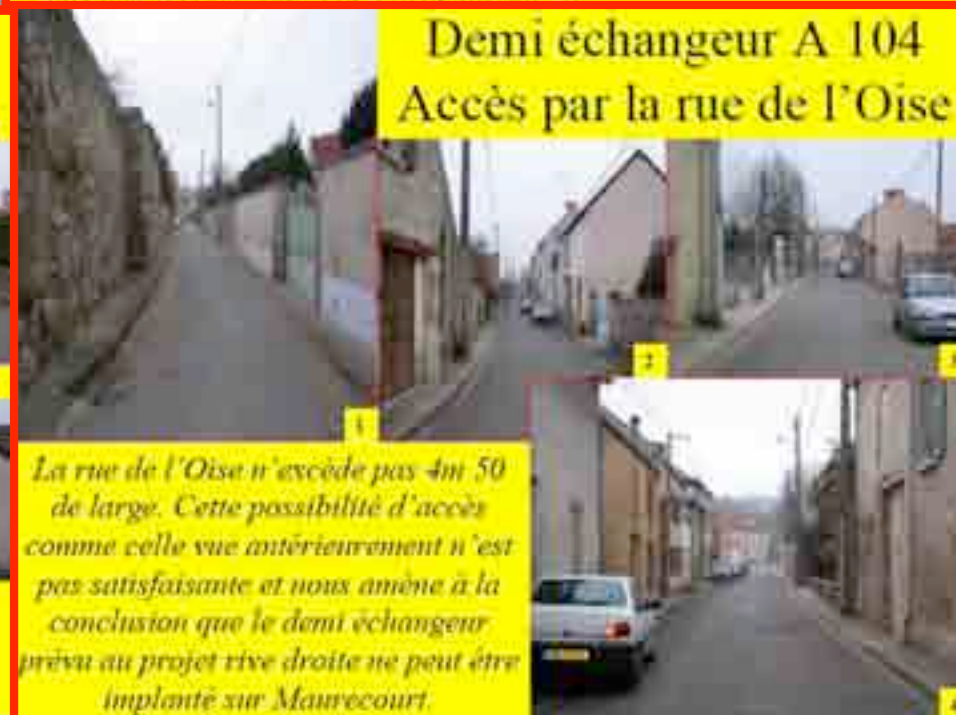 Demi échangeur A 104
Accès par la rue de l'Oise
1
2
3
La rue de l'Oise n'excède pas 4m 50
de large. Cette possibilité d'accès
comme celle vue antérieurement n'est
pas satisfaisante et nous amène à la
conclusion que le demi échangeur
prévu au projet rive droite ne peut être
implanté sur Maurecourt.
4